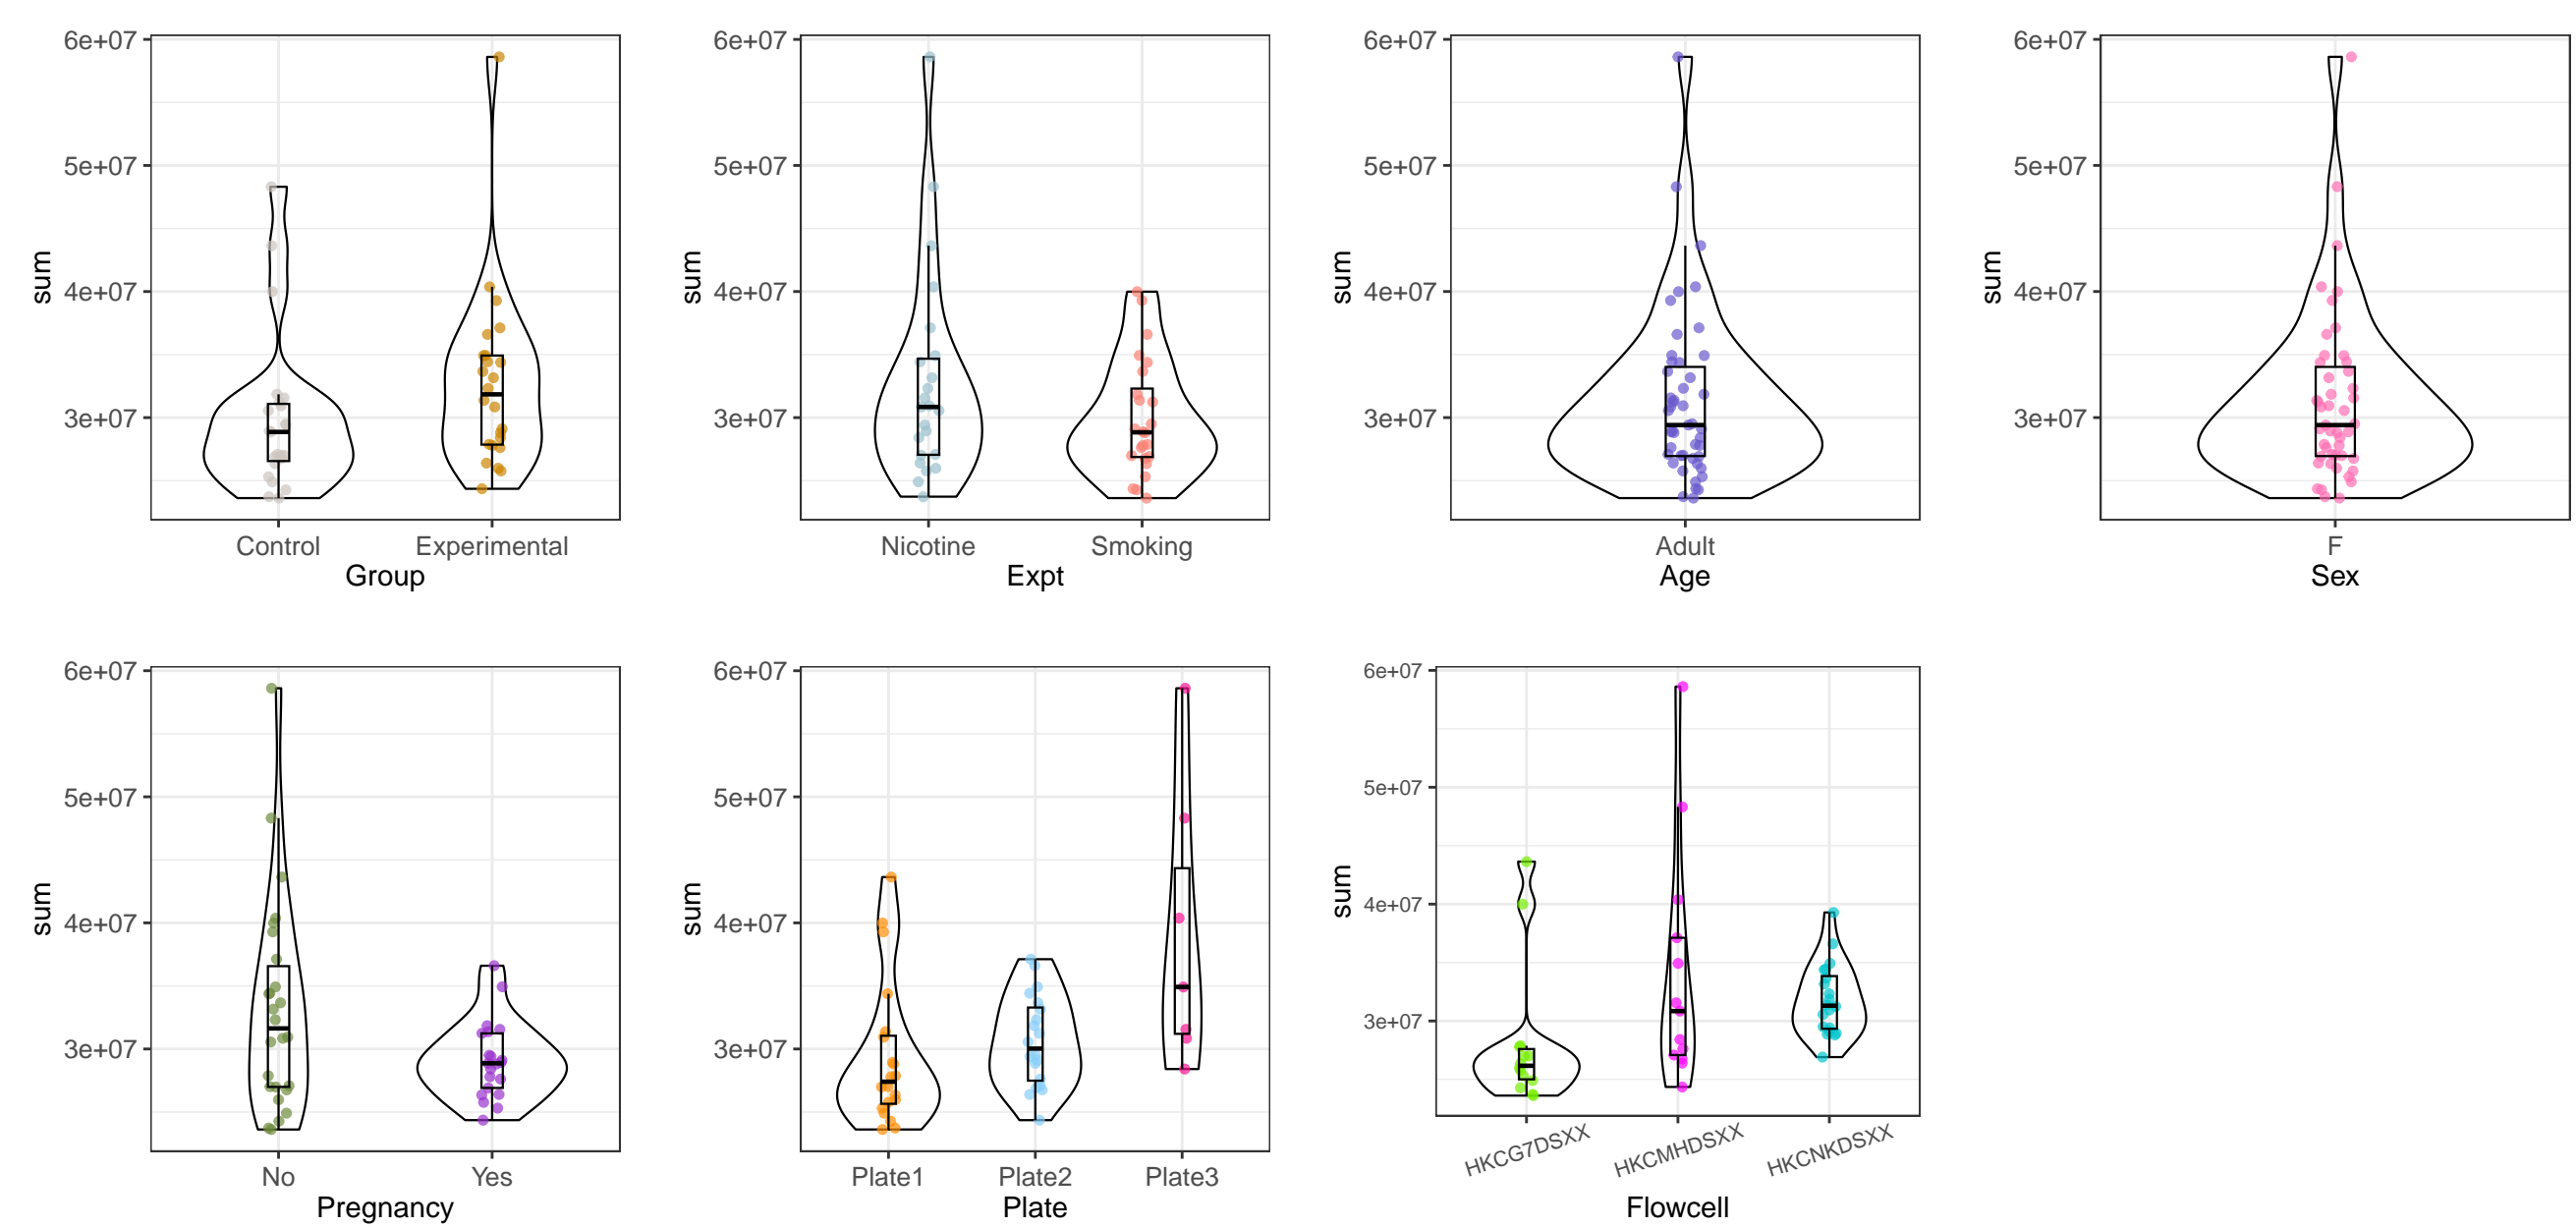 6e+07
5e+07
4e+07
3e+07
sum
Control Experimental
Group
6e+07
5e+07
4e+07
3e+07
sum
Nicotine Smoking
Expt
6e+07
5e+07
4e+07
3e+07
sum
Adult
Age
6e+07
5e+07
4e+07
3e+07
sum
F
Sex
6e+07
5e+07
4e+07
3e+07
sum
No Yes
Pregnancy
6e+07
5e+07
4e+07
3e+07
sum
Plate1 Plate2 Plate3
Plate
6e+07
5e+07
4e+07
3e+07
sum
HKCG7DSXX HKCMHDSXX HKCNKDSXX
Flowcell